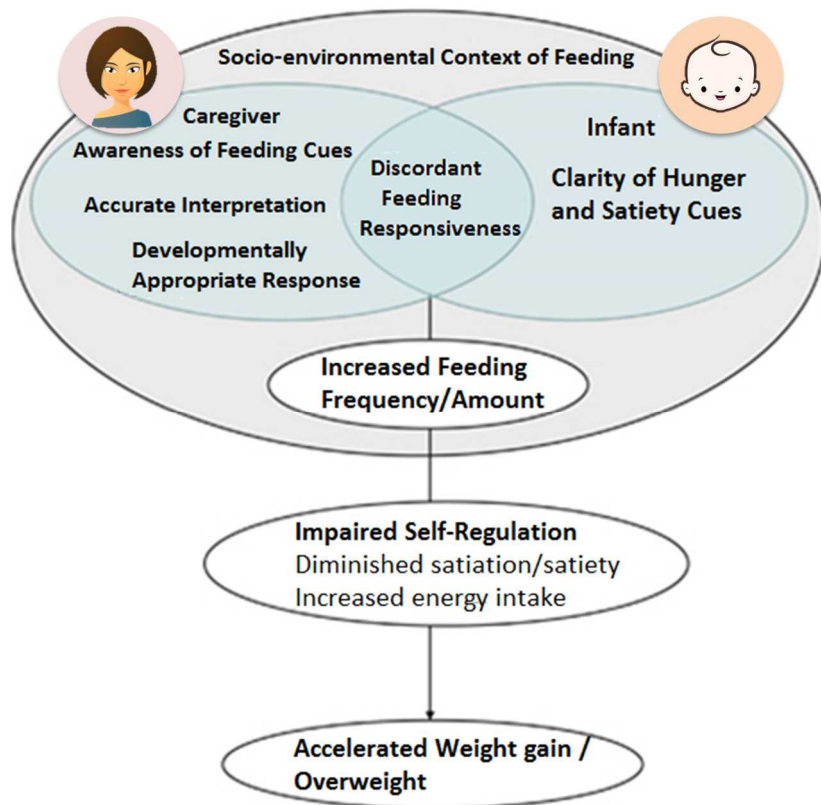 Socio-environmental Context of Feeding
Caregiver
Awareness of Feeding Cues
Accurate Interpretation
Developmentally
Appropriate Response
Discordant
Feeding
Responsiveness
Infant
Clarity of Hunger
and Satiety Cues
Increased Feeding
Frequency/Amount
Impaired Self-Regulation
Diminished satiation/satiety
Increased energy intake
Accelerated Weight gain /
Overweight